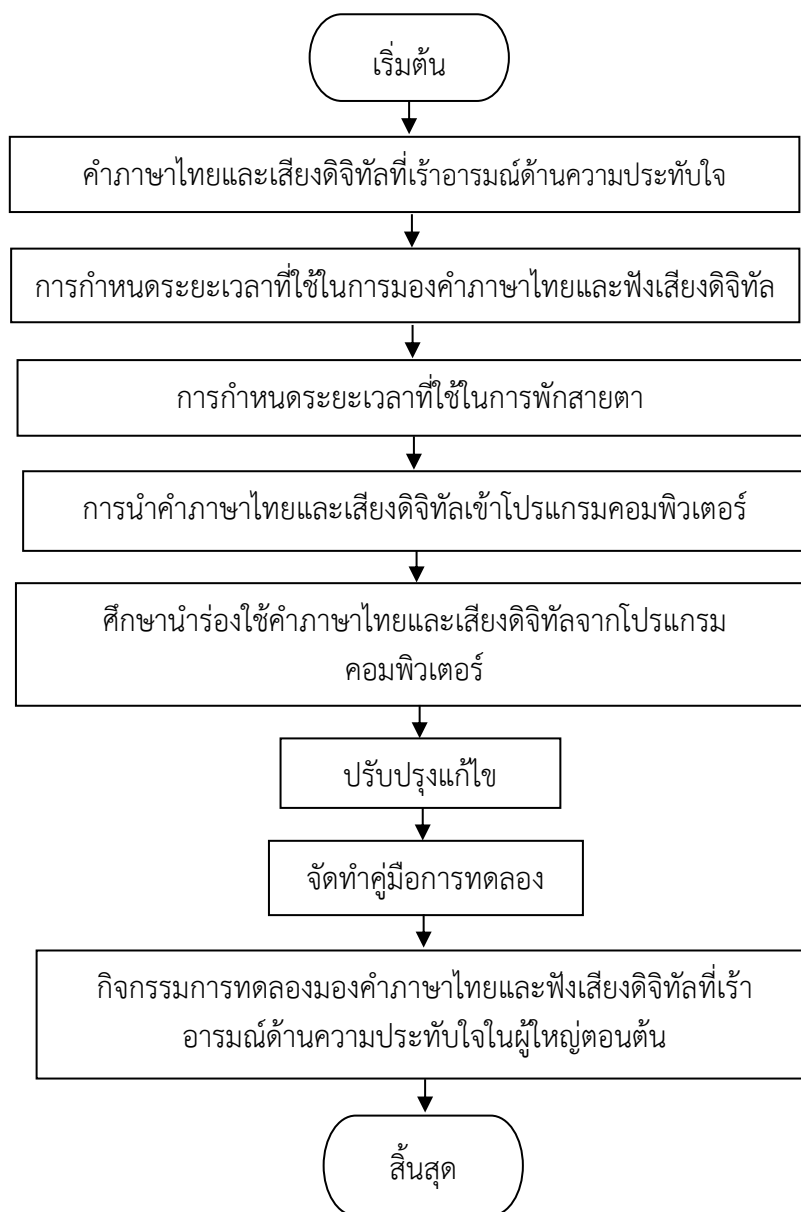 เริ่มต้น
คำภาษาไทยและเสียงดิจิทัลที่เร้าอารมณ์ด้านความประทับใจ
การกำหนดระยะเวลาที่ใช้ในการมองคำภาษาไทยและฟังเสียงดิจิทัล
การกำหนดระยะเวลาที่ใช้ในการพักสายตา
การนำคำภาษาไทยและเสียงดิจิทัลเข้าโปรแกรมคอมพิวเตอร์
ศึกษานำร่องใช้คำภาษาไทยและเสียงดิจิทัลจากโปรแกรม
คอมพิวเตอร์
ปรับปรุงแก้ไข
จัดทำคู่มือการทดลอง
กิจกรรมการทดลองมองคำภาษาไทยและฟังเสียงดิจิทัลที่เร้า
อารมณ์ด้านความประทับใจในผู้ใหญ่ตอนต้น
สิ้นสุด